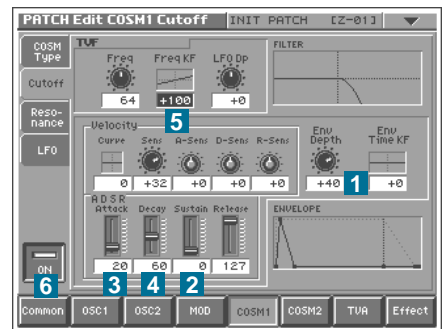 PATCH Edit COSM1 Cutoff INIT PATCH [Z-01]
COSM Type
Cutoff
Reso-nance
LFO
ON
6
TVF
Freq Freq KF LFO Dp
64 +100 +0
5
FILTER
Velocity
Curve Sens A-Sens D-Sens R-Sens
0 +32 +0 +0 +0
Env Depth Env Time KF
1
+40 +0
ADSR
Attack Decay Sustain Release
20 60 0 127
3 4 2
ENVELOPE
Common OSC1 OSC2 MOD COSM1 COSM2 TVA Effect